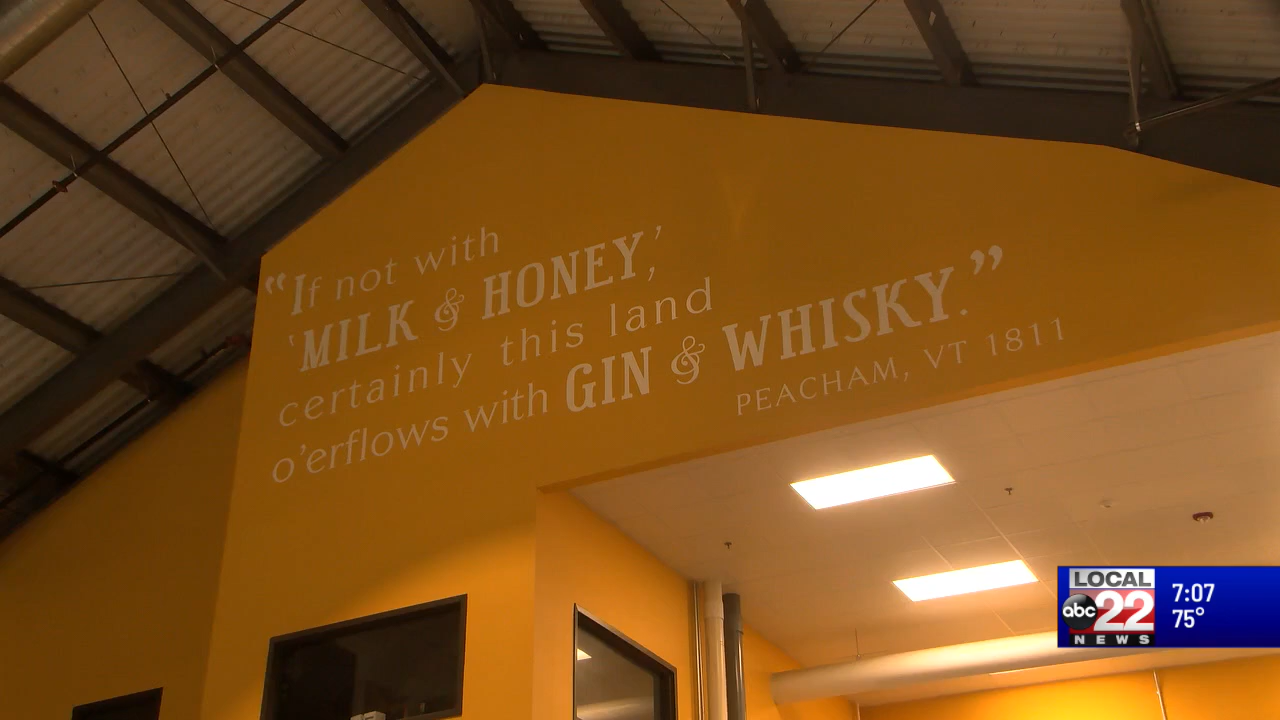 “If not with
‘MILK & HONEY,’
certainly this land
o’erflows with GIN & WHISKY.”
PEACHAM, VT 1811
LOCAL
abc 22
NEWS
7:07
75°